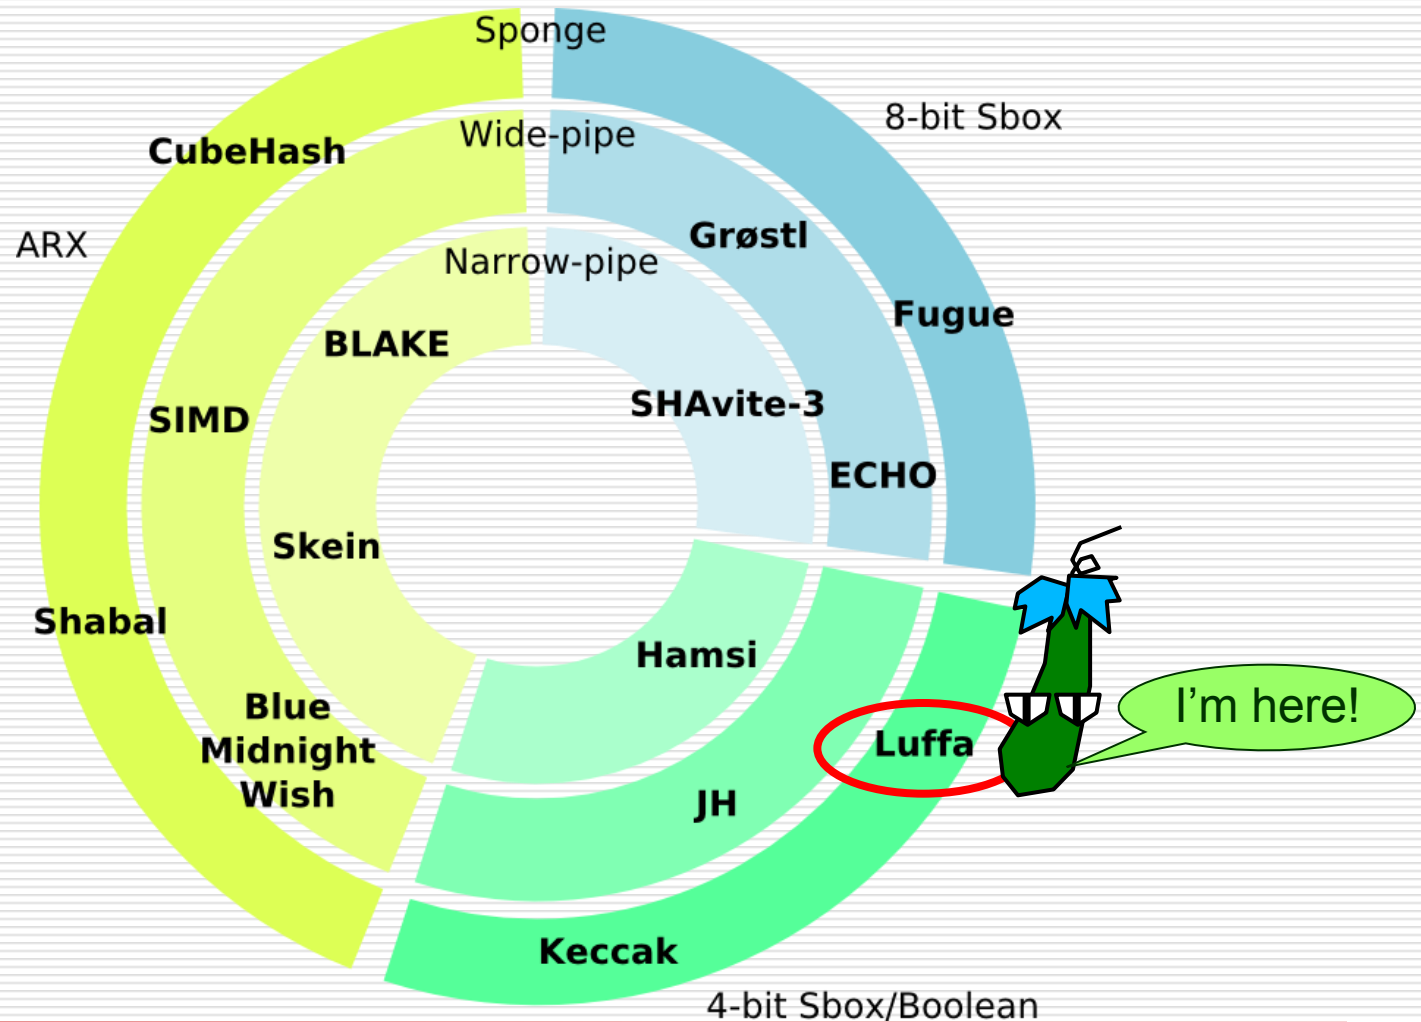 Sponge
8-bit Sbox
Wide-pipe
CubeHash
Grøstl
ARX
Narrow-pipe
Fugue
BLAKE
SHAvite-3
SIMD
ECHO
Skein
Shabal
Hamsi
I'm here!
Blue
Midnight
Wish
Luffa
JH
Keccak
4-bit Sbox/Boolean